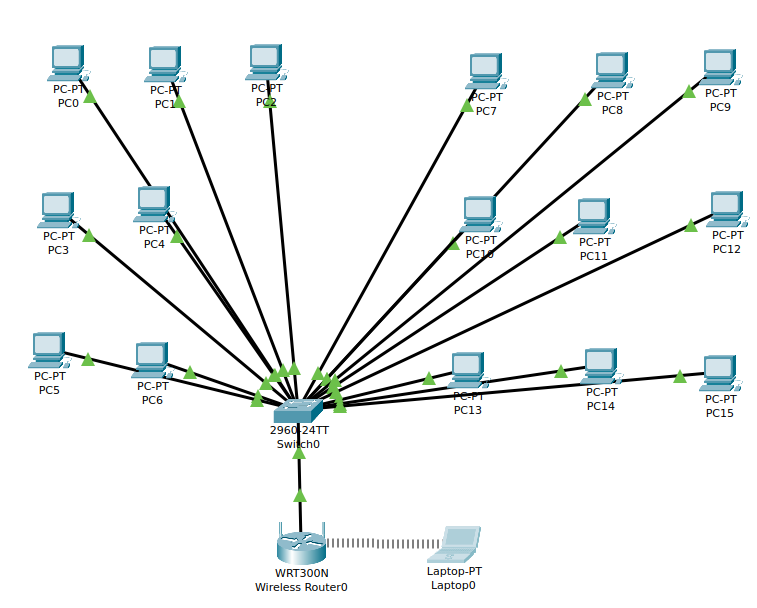 PC-PT
PC0
PC-PT
PC1
PC-PT
PC2
PC-PT
PC7
PC-PT
PC8
PC-PT
PC9
PC-PT
PC3
PC-PT
PC4
PC-PT
PC10
PC-PT
PC11
PC-PT
PC12
PC-PT
PC5
PC-PT
PC6
PC-PT
PC13
PC-PT
PC14
PC-PT
PC15
2960-24TT
Switch0
WRT300N
Wireless Router0
Laptop-PT
Laptop0